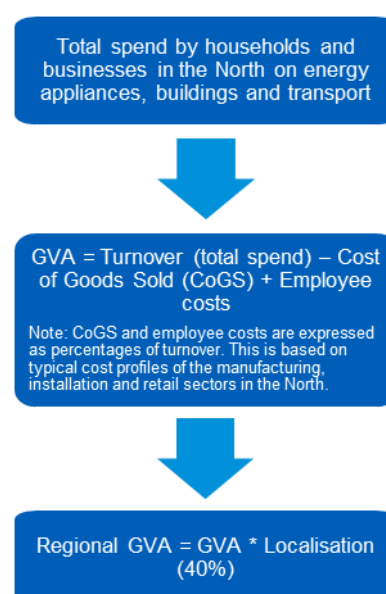 Total spend by households and
businesses in the North on energy
appliances, buildings and transport
GVA = Turnover (total spend) – Cost
of Goods Sold (CoGS) + Employee
costs
Note: CoGS and employee costs are expressed
as percentages of turnover. This is based on
typical cost profiles of the manufacturing,
installation and retail sectors in the North.
Regional GVA = GVA * Localisation
(40%)